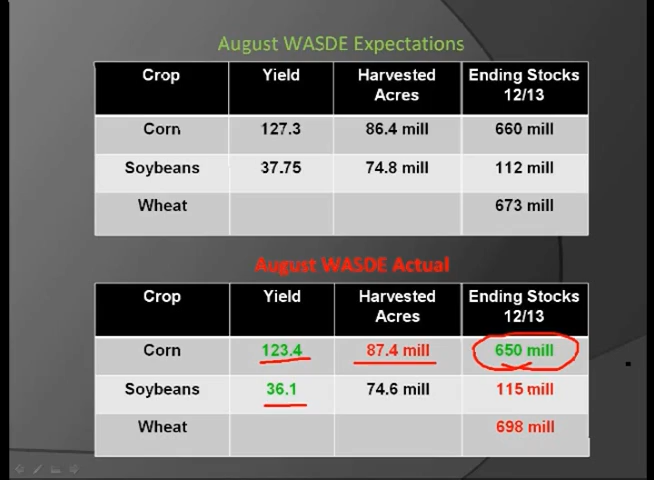 August WASDE Expectations
Crop Yield Harvested Acres Ending Stocks 12/13
Corn 127.3 86.4 mill 660 mill
Soybeans 37.75 74.8 mill 112 mill
Wheat 673 mill
August WASDE Actual
Crop Yield Harvested Acres Ending Stocks 12/13
Corn 123.4 87.4 mill 650 mill
Soybeans 36.1 74.6 mill 115 mill
Wheat 698 mill